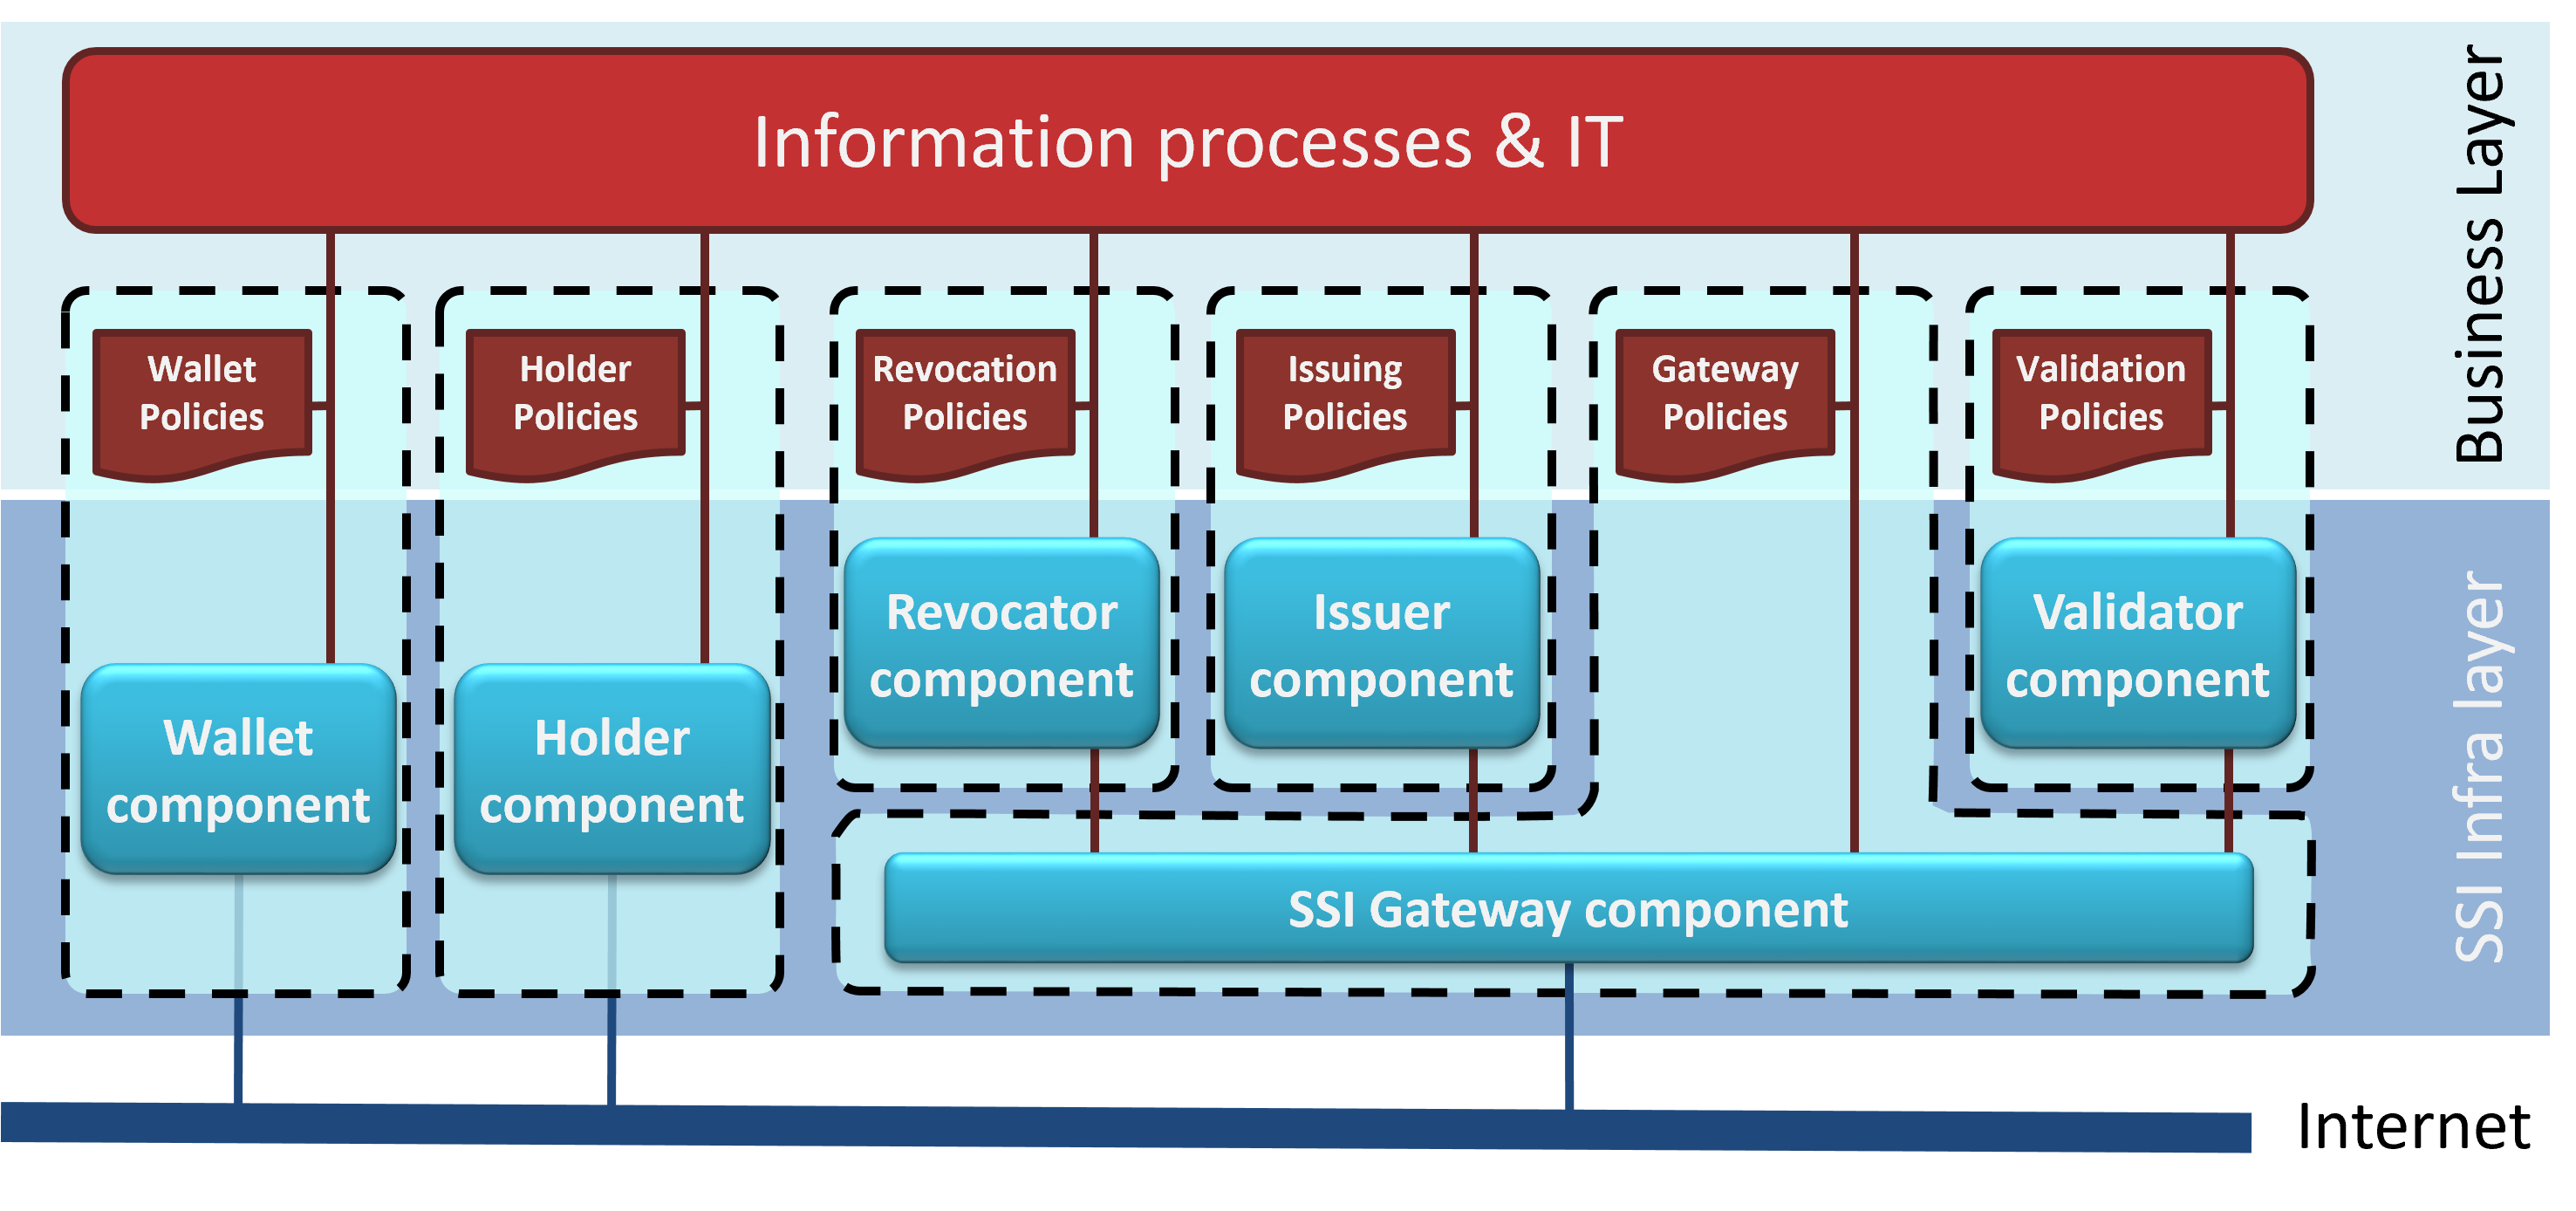 Information processes & IT
Business Layer
Wallet
Policies
Holder
Policies
Revocation
Policies
Issuing
Policies
Gateway
Policies
Validation
Policies
Revocator
component
Issuer
component
Validator
component
Wallet
component
Holder
component
SSI Gateway component
SSI Infra layer
Internet